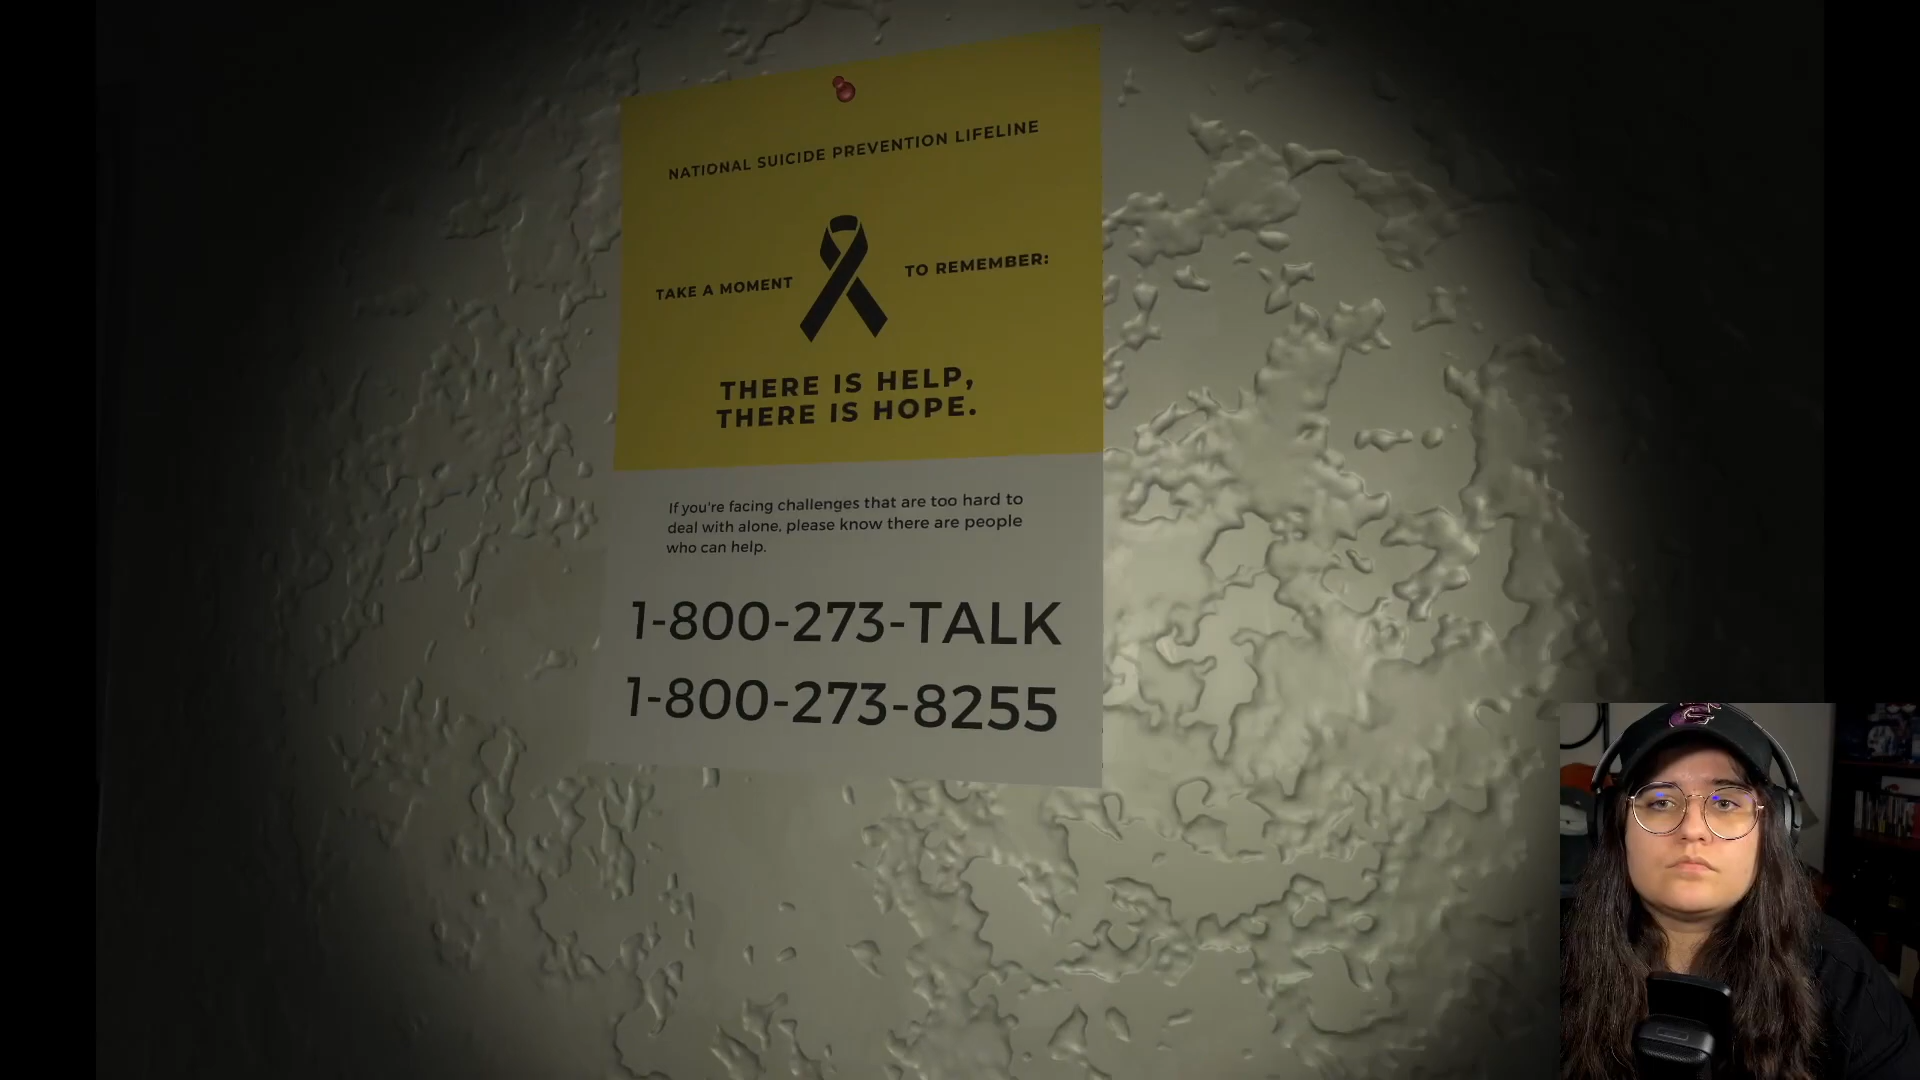 NATIONAL SUICIDE PREVENTION LIFELINE
TAKE A MOMENT TO REMEMBER:
THERE IS HELP,
THERE IS HOPE.
If you're facing challenges that are too hard to
deal with alone, please know there are people
who can help.
1-800-273-TALK
1-800-273-8255